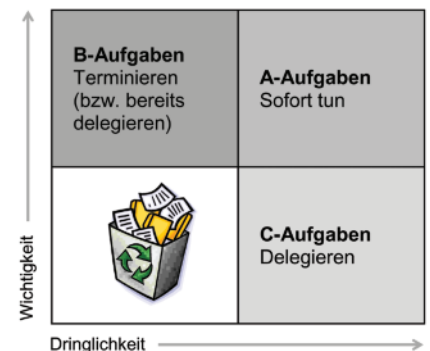 B-Aufgaben
Terminieren
(bzw. bereits
delegieren)
A-Aufgaben
Sofort tun
C-Aufgaben
Delegieren
Wichtigkeit
Dringlichkeit